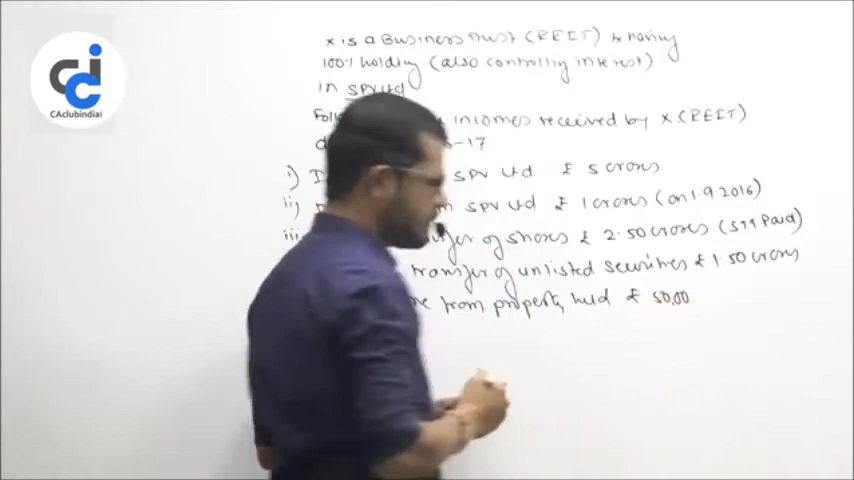 CAclubindia
X is a Business Trust (REIT) & having
100% holding (also controlling interest)
in SPV Ltd
incomes received by X (REIT)
-17
i) SPV Ltd ₹ 5 crores
ii) SPV Ltd ₹ 1 crores (on 1.9.2016)
iii) of shares ₹ 2.50 crores (STT Paid)
transfer of unlisted securities ₹ 1.50 crores
from property held ₹ 50,00